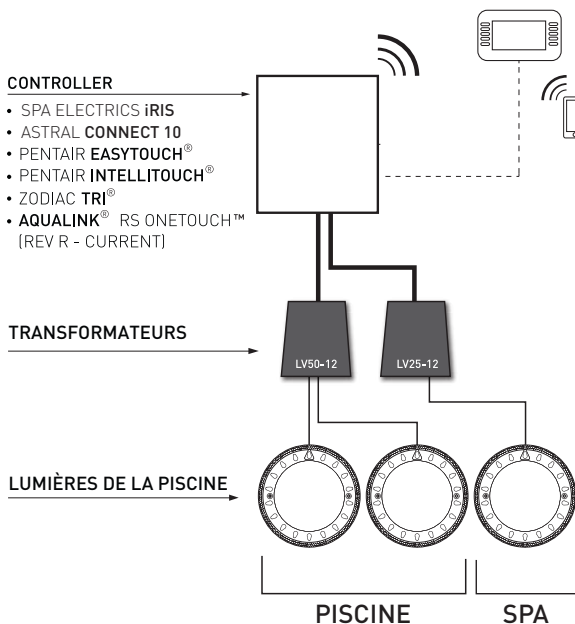 CONTROLLER
• SPA ELECTRICS iRIS
• ASTRAL CONNECT 10
• PENTAIR EASYTOUCH®
• PENTAIR INTELLITOUCH®
• ZODIAC TRI®
• AQUALINK® RS ONETOUCH™
(REV R - CURRENT)
TRANSFORMATEURS
LV50-12
LV25-12
LUMIÈRES DE LA PISCINE
PISCINE
SPA